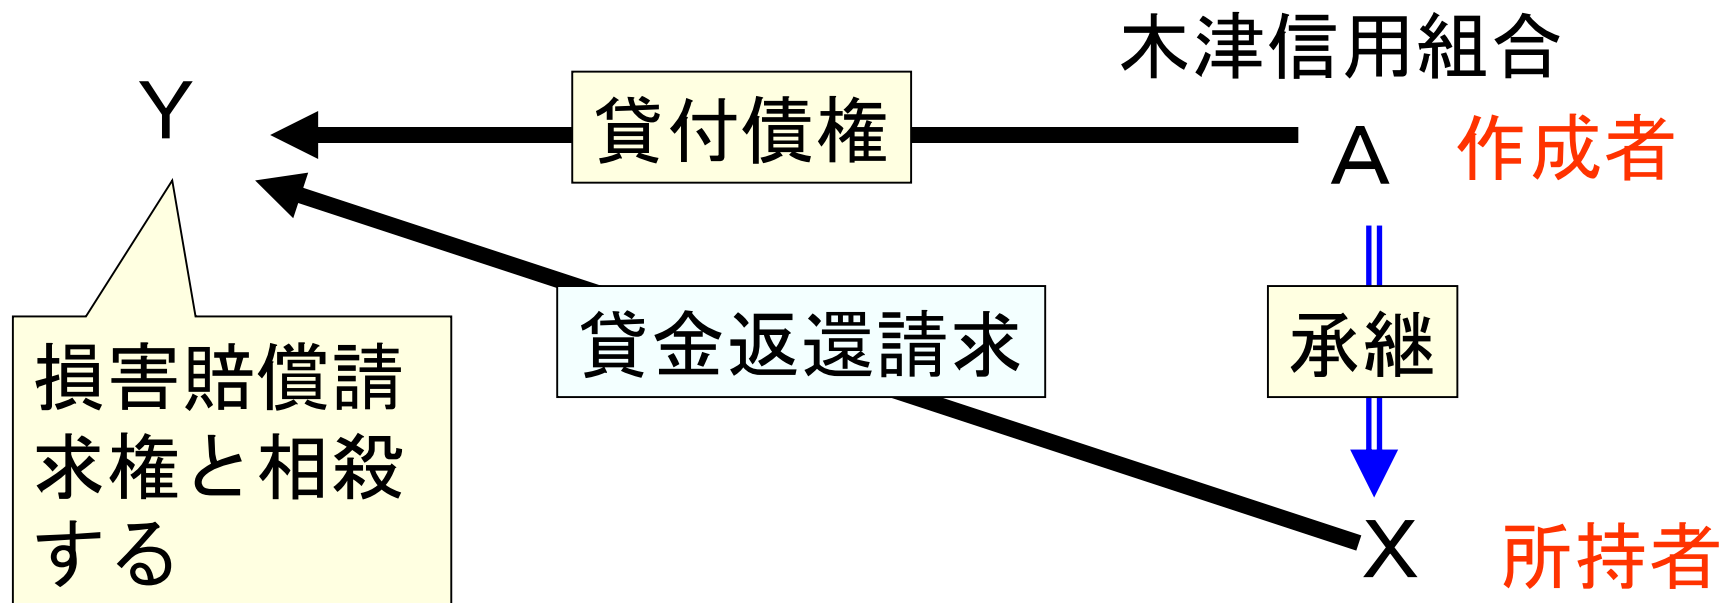 木津信用組合
Y
貸付債権
A
作成者
貸金返還請求
承継
損害賠償請
求権と相殺
する
X
所持者